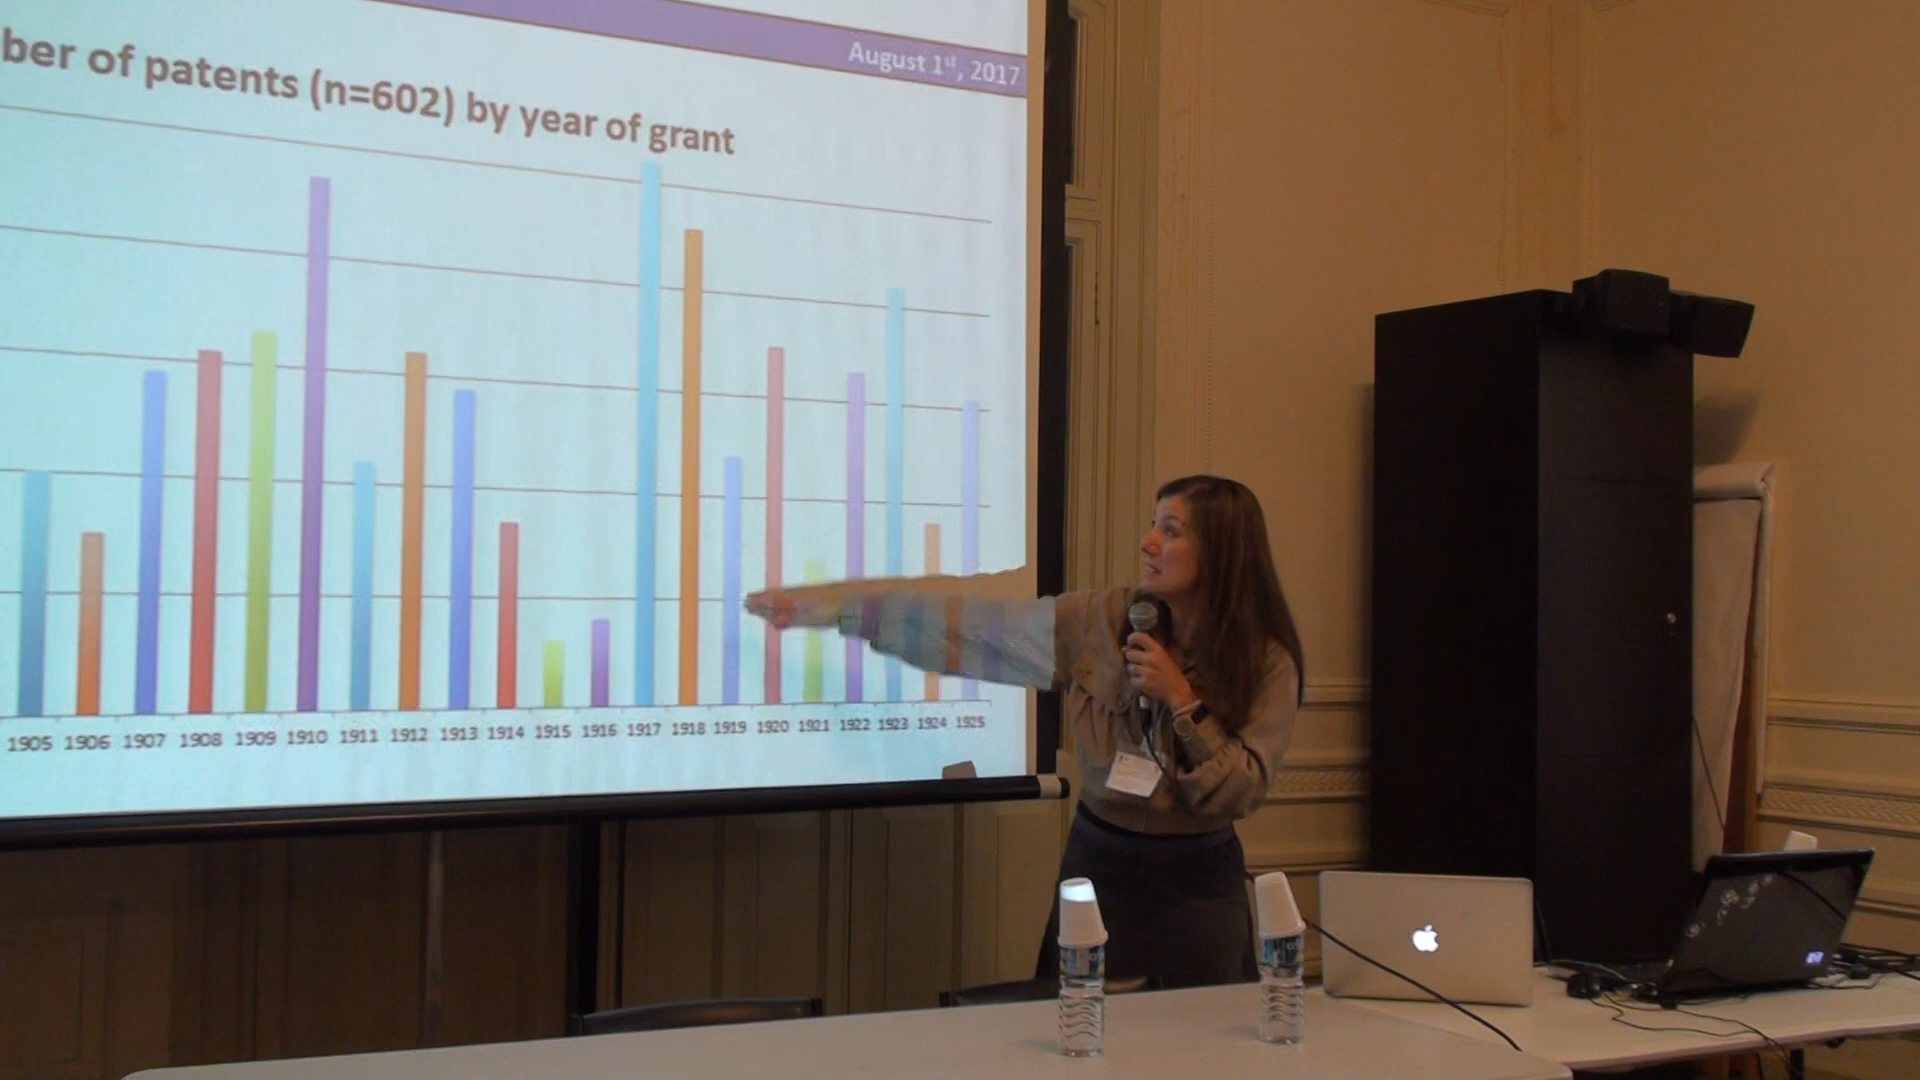 August 1st, 2017
ber of patents (n=602) by year of grant
1905 1906 1907 1908 1909 1910 1911 1912 1913 1914 1915 1916 1917 1918 1919 1920 1921 1922 1923 1924 1925